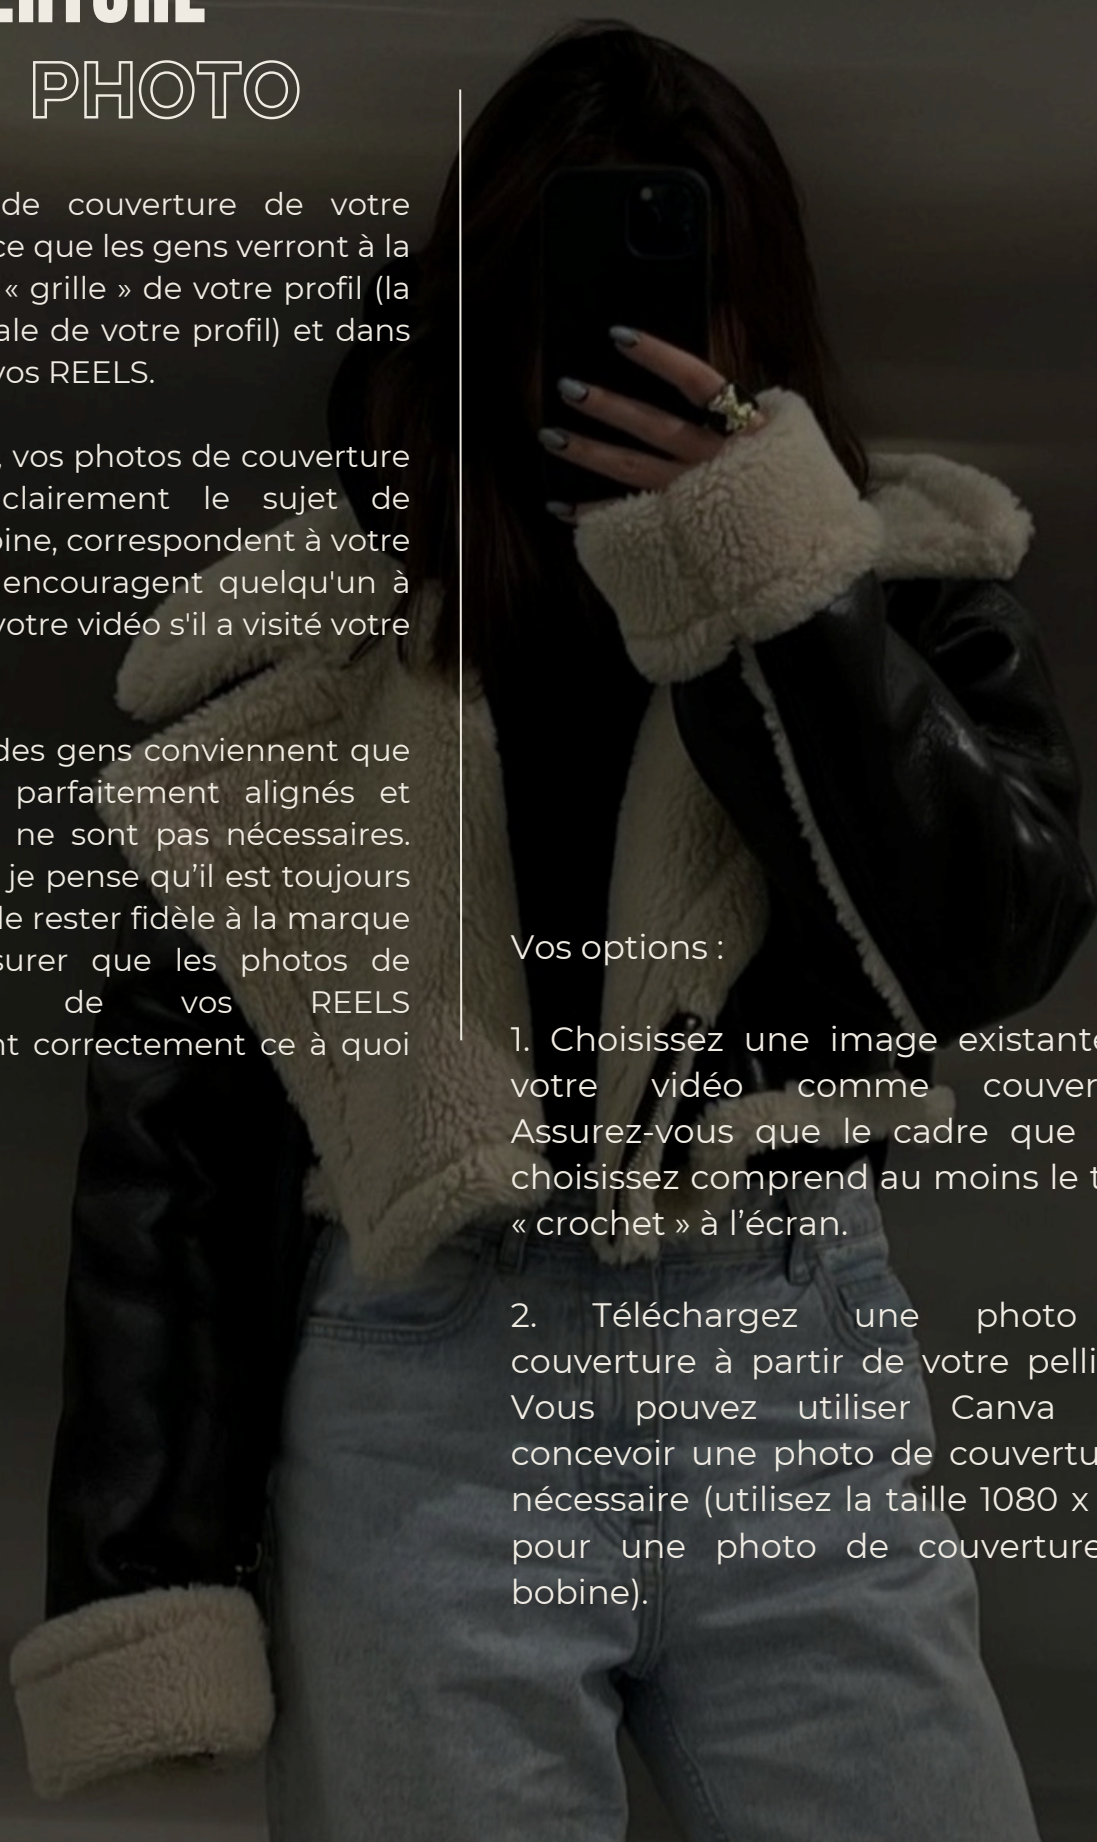 PHOTO
de couverture de votre
ce que les gens verront à la
« grille » de votre profil (la
ale de votre profil) et dans
vos REELS.
, vos photos de couverture
clairement le sujet de
oine, correspondent à votre
encouragent quelqu'un à
votre vidéo s'il a visité votre
des gens conviennent que
parfaitement alignés et
ne sont pas nécessaires.
je pense qu’il est toujours
de rester fidèle à la marque
surer que les photos de
de vos REELS
nt correctement ce à quoi
Vos options :
1. Choisissez une image existante
votre vidéo comme couver
Assurez-vous que le cadre que
choisissez comprend au moins le t
« crochet » à l’écran.
2. Téléchargez une photo
couverture à partir de votre pelli
Vous pouvez utiliser Canva
concevoir une photo de couvertu
nécessaire (utilisez la taille 1080 x
pour une photo de couverture
bobine).